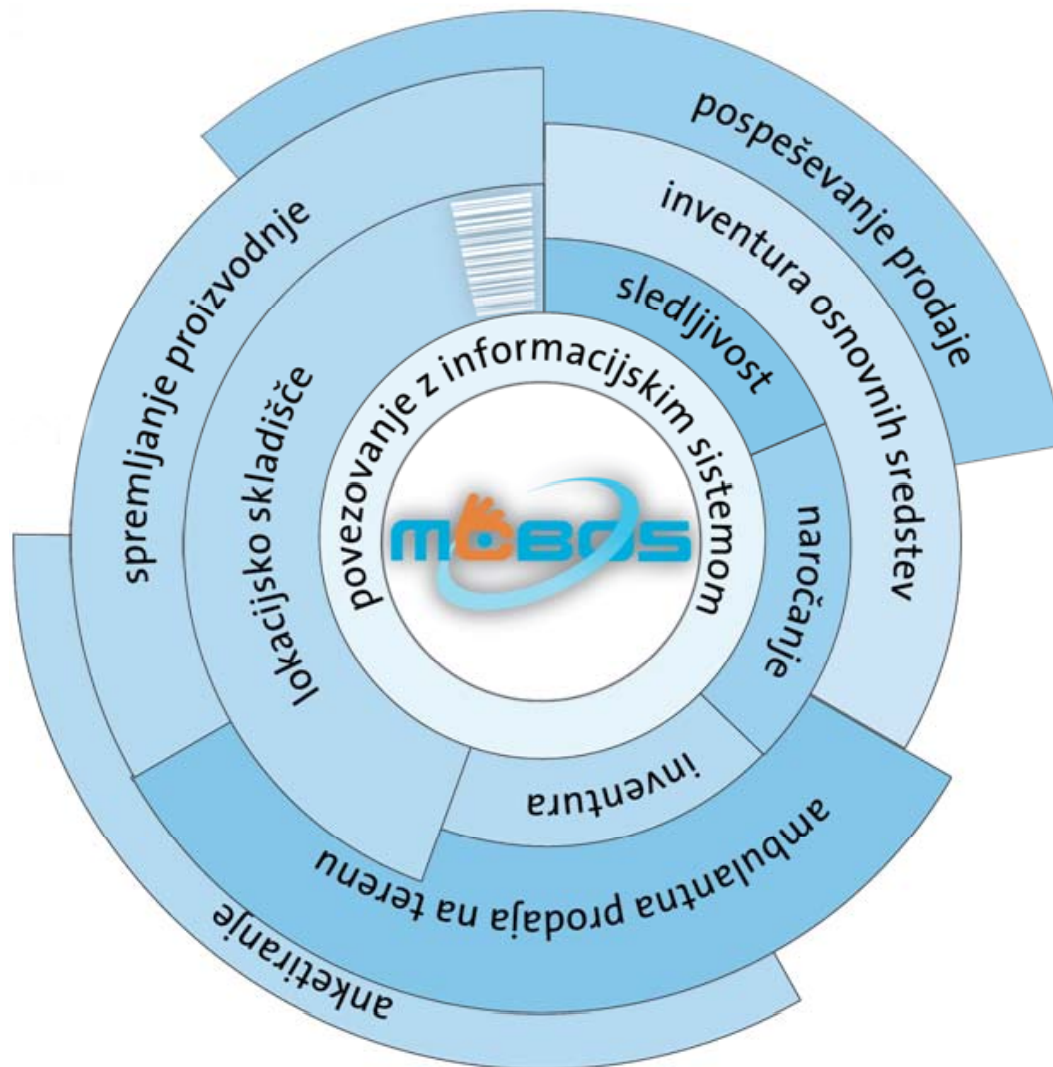 pospeševanje prodaje
inventura osnovnih sredstev
sledljivost
spremljanje proizvodnje
lokacijsko skladišče
povezovanje z informacijskim sistemom
MOBOS
naročanje
inventura
ambulantna prodaja na terenu
anketiranje